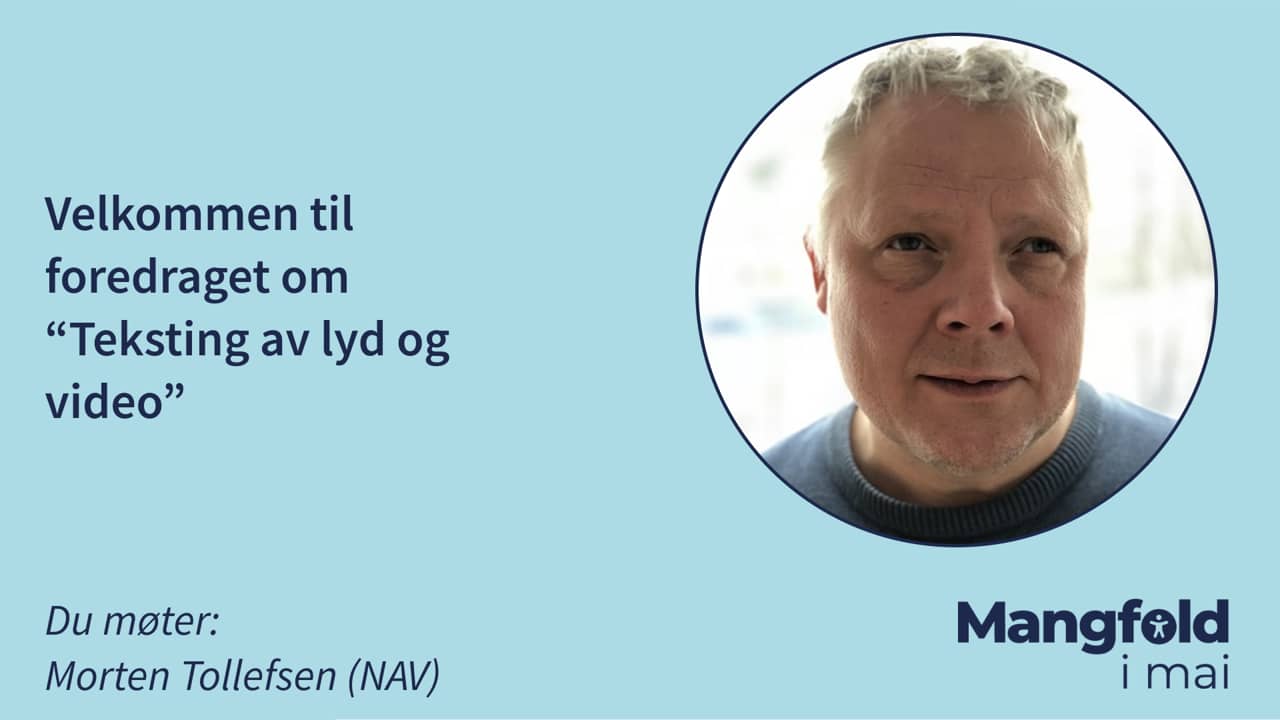 Velkommen til
foredraget om
“Teksting av lyd og
video”
Du møter:
Morten Tollefsen (NAV)
Mangfold
i mai